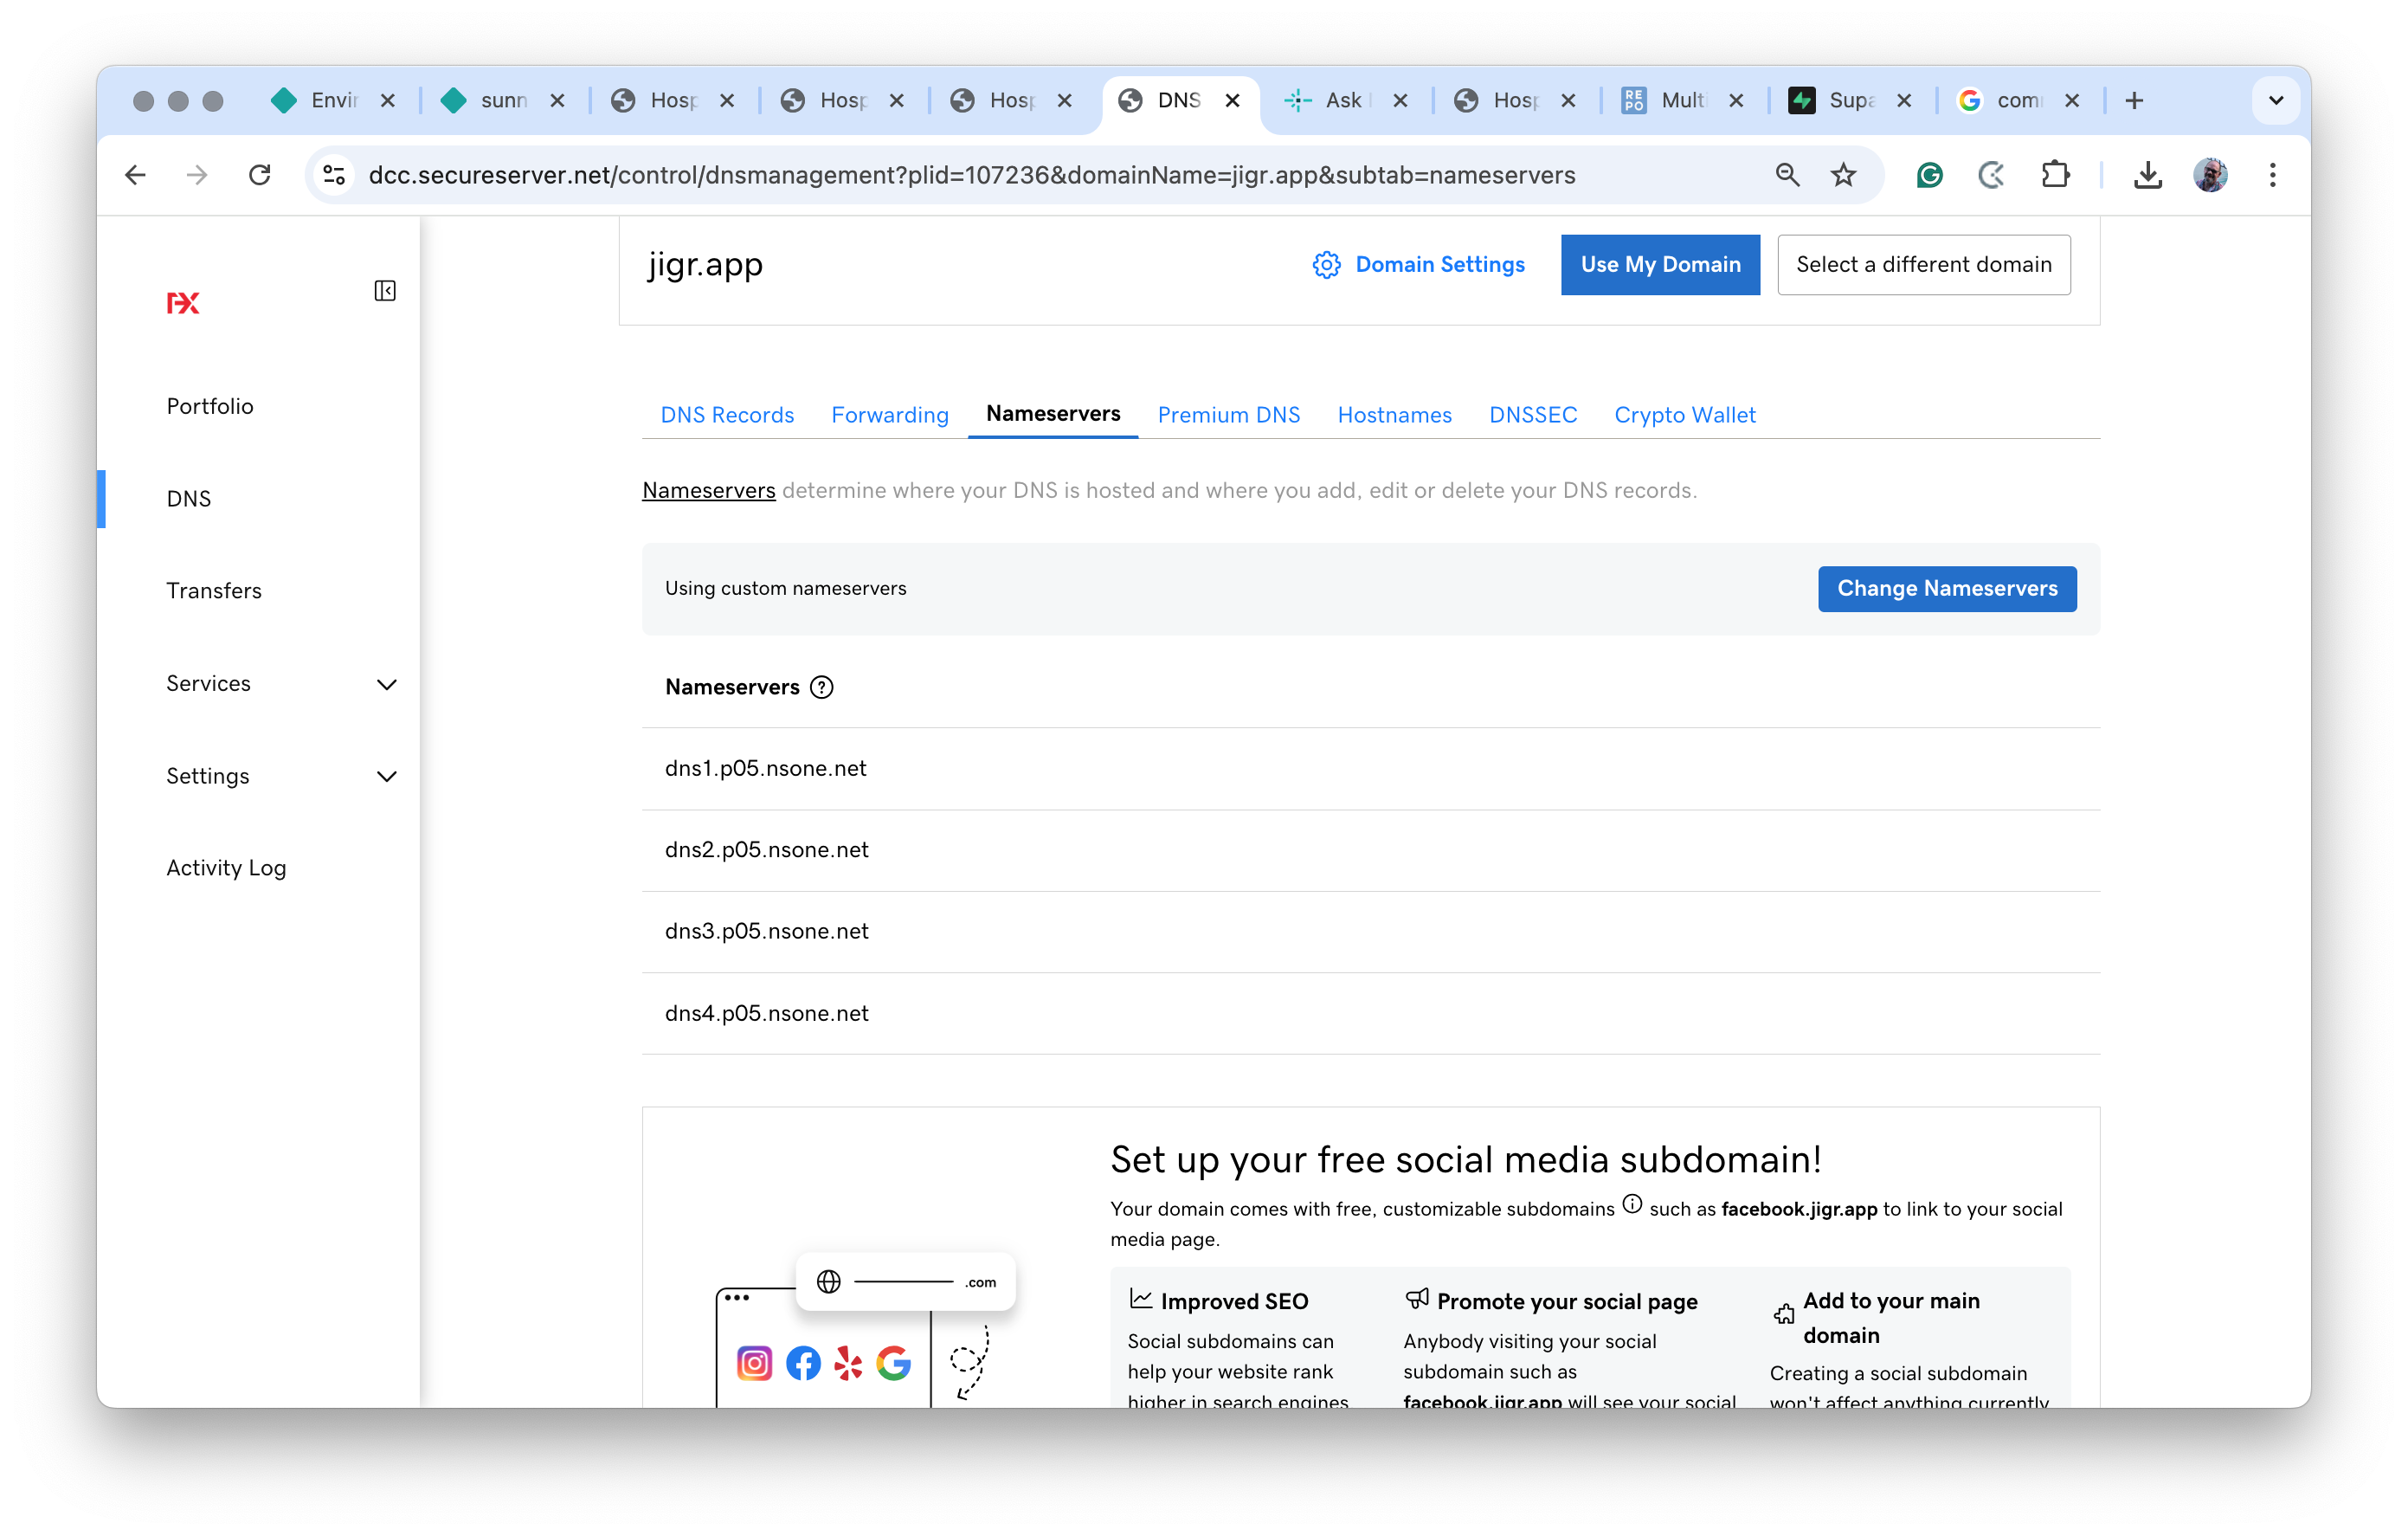 Envir
sunn
Hosp
Hosp
Hosp
DNS
Ask
Hosp
RE
PO
Mult
Supa
com
dcc.secureserver.net/control/dnsmanagement?plid=107236&domainName=jigr.app&subtab=nameservers
jigr.app
Domain Settings
Use My Domain
Select a different domain
Portfolio
DNS
Transfers
Services
Settings
Activity Log
DNS Records
Forwarding
Nameservers
Premium DNS
Hostnames
DNSSEC
Crypto Wallet
Nameservers determine where your DNS is hosted and where you add, edit or delete your DNS records.
Using custom nameservers
Change Nameservers
Nameservers
dns1.p05.nsone.net
dns2.p05.nsone.net
dns3.p05.nsone.net
dns4.p05.nsone.net
.com
Set up your free social media subdomain!
Your domain comes with free, customizable subdomains such as facebook.jigr.app to link to your social
media page.
Improved SEO
Social subdomains can
help your website rank
higher in search engines
Promote your social page
Anybody visiting your social
subdomain such as
facebook.jigr.app will see your social
Add to your main
domain
Creating a social subdomain
won't affect anything currently